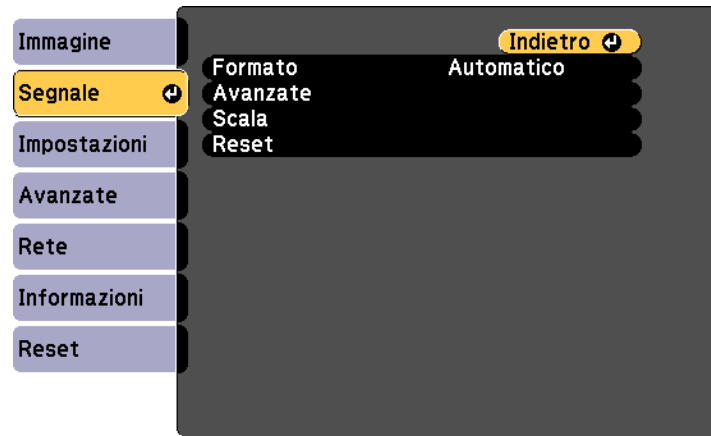 Immagine
Segnale
Impostazioni
Avanzate
Rete
Informazioni
Reset
Indietro
Formato Automatico
Avanzate
Scala
Reset